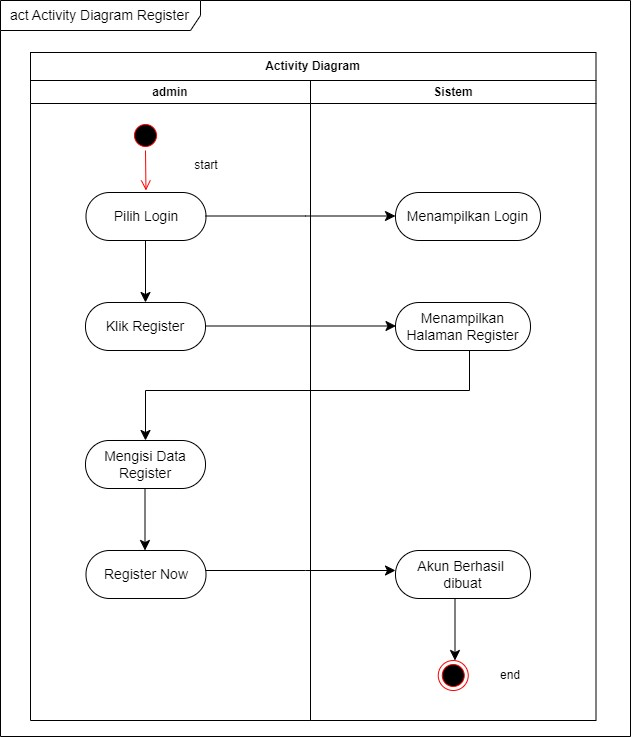 act Activity Diagram Register
Activity Diagram
admin
Sistem
start
Pilih Login
Menampilkan Login
Klik Register
Menampilkan
Halaman Register
Mengisi Data
Register
Register Now
Akun Berhasil
dibuat
end